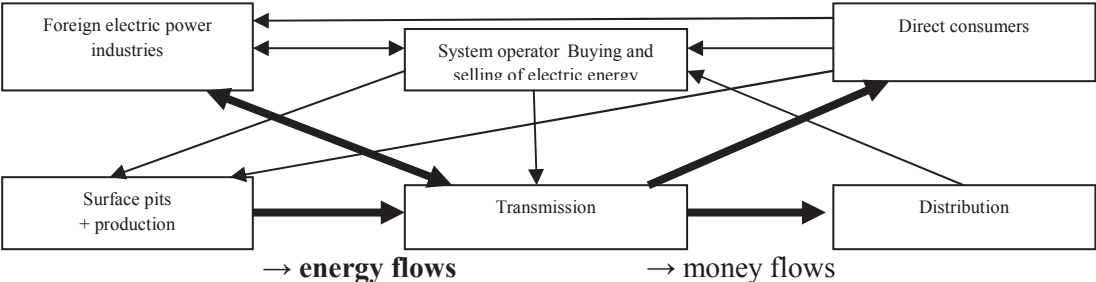 Foreign electric power
industries
System operator Buying and
selling of electric energy
Direct consumers
Surface pits
+ production
Transmission
Distribution
→ energy flows
→ money flows